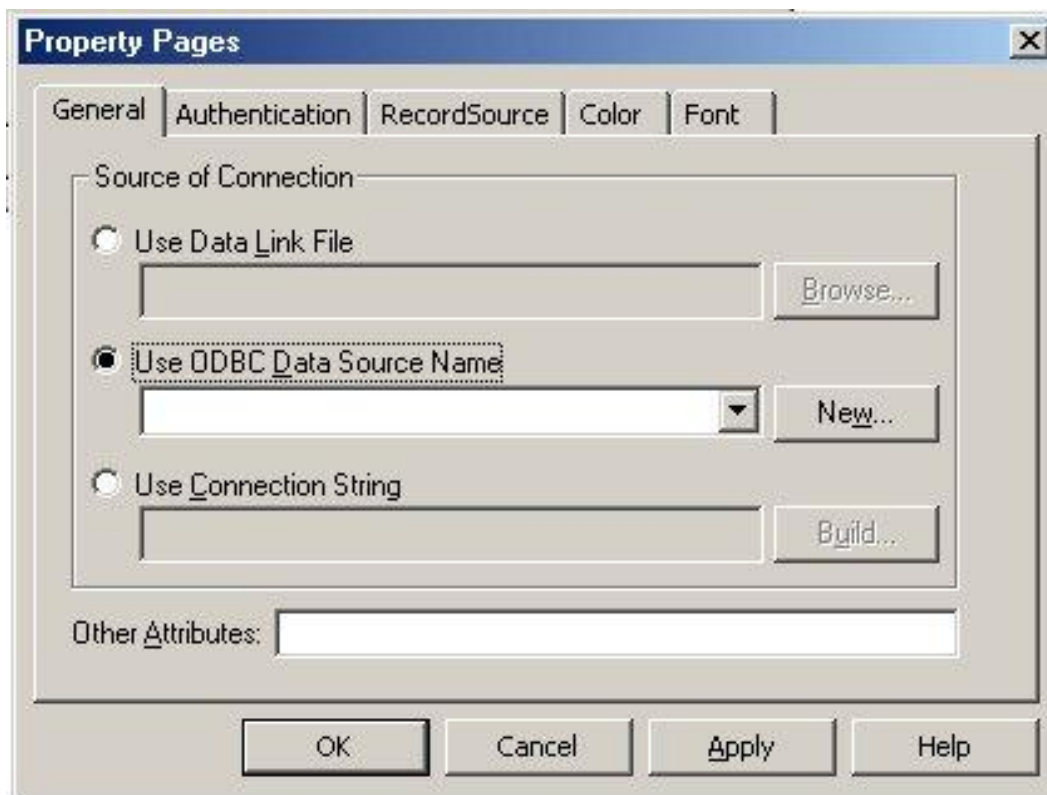 Property Pages
General Authentication RecordSource Color Font
Source of Connection
Use Data Link File
Browse...
Use ODBC Data Source Name
New...
Use Connection String
Build...
Other Attributes:
OK Cancel Apply Help